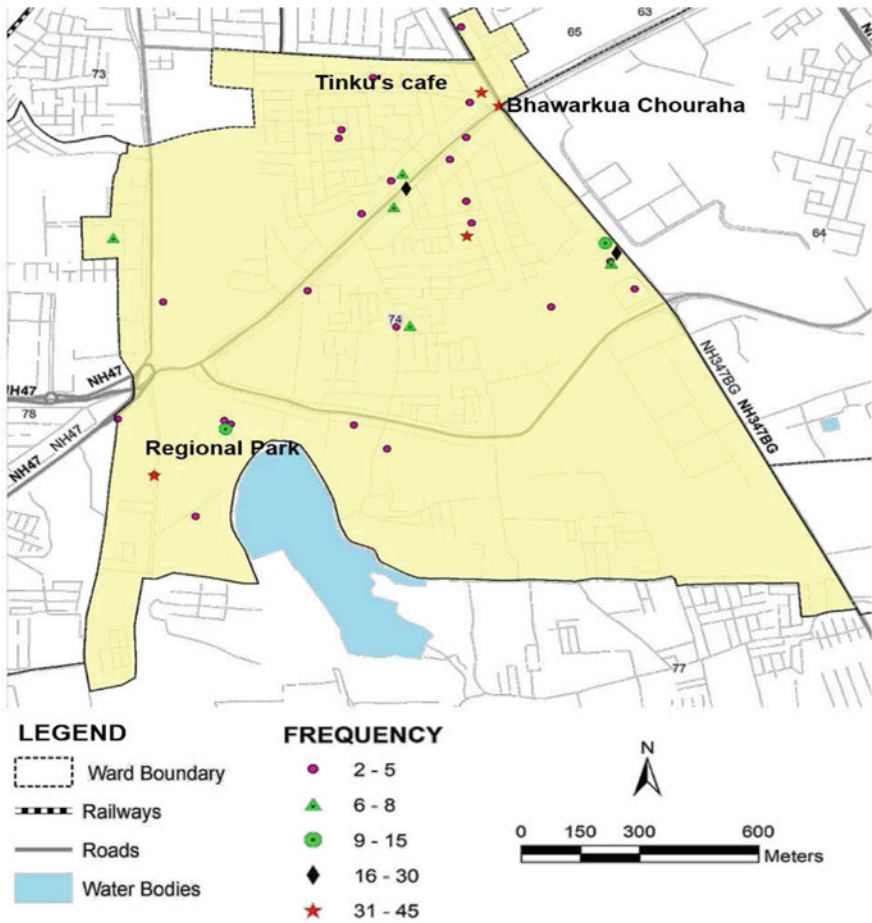 63
65
73
Tinku's cafe
Bhawarkua Chouraha
64
74
NH47
NH47
78
NH47
NH47
NH347BG
NH347BG
Regional Park
77
LEGEND
Ward Boundary
Railways
Roads
Water Bodies
FREQUENCY
2 - 5
6 - 8
9 - 15
16 - 30
31 - 45
N
0 150 300 600
Meters